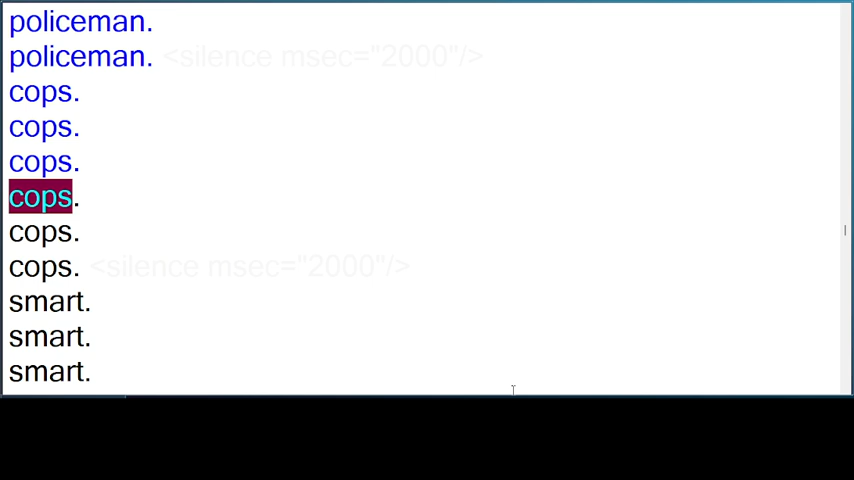 policeman.
policeman. <silence msec="2000"/>
cops.
cops.
cops.
cops.
cops.
cops. <silence msec="2000"/>
smart.
smart.
smart.